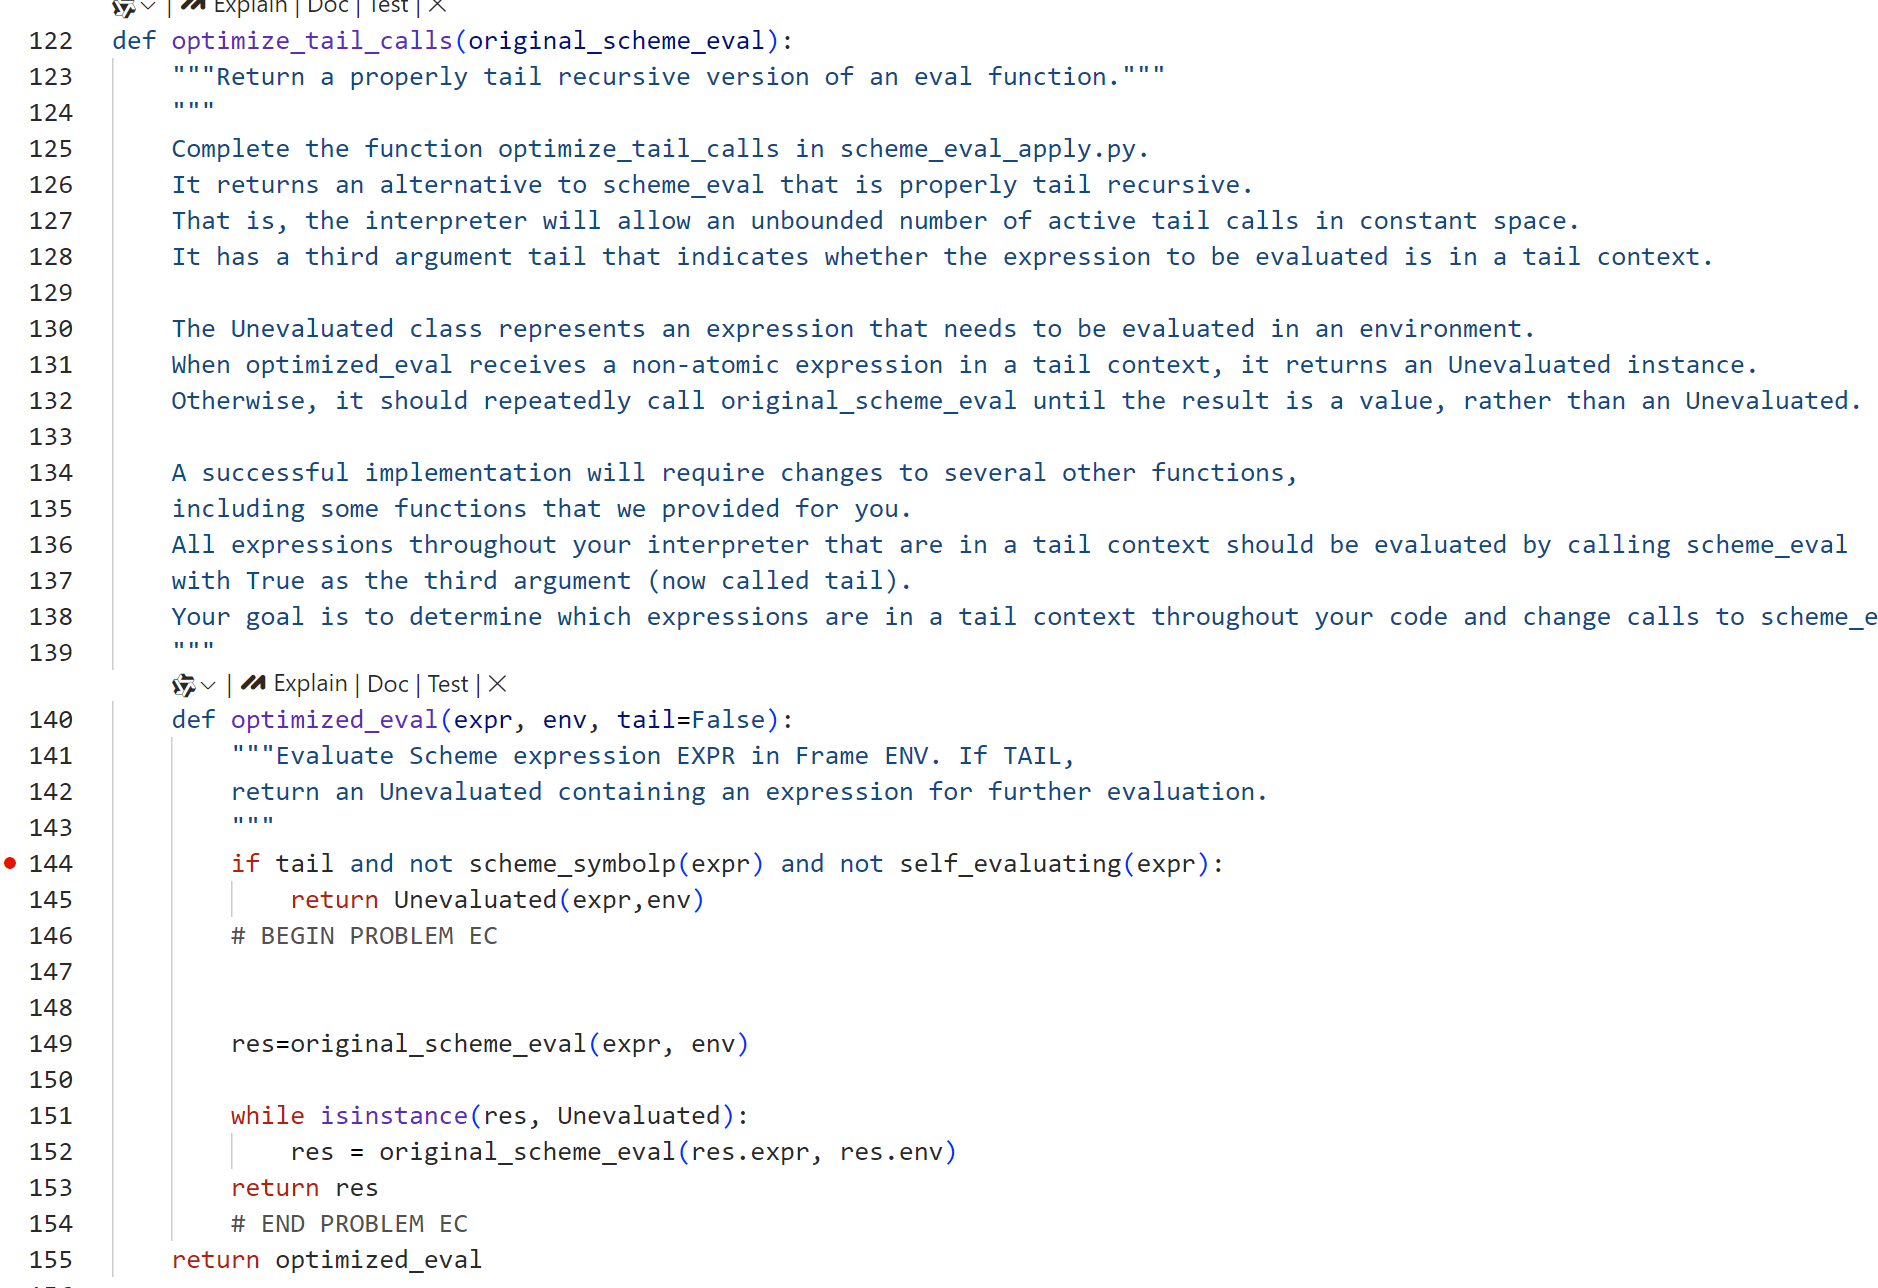 Explain | Doc | Test | ×
122 def optimize_tail_calls(original_scheme_eval):
123 """Return a properly tail recursive version of an eval function."""
124 """
125 Complete the function optimize_tail_calls in scheme_eval_apply.py.
126 It returns an alternative to scheme_eval that is properly tail recursive.
127 That is, the interpreter will allow an unbounded number of active tail calls in constant space.
128 It has a third argument tail that indicates whether the expression to be evaluated is in a tail context.
129
130 The Unevaluated class represents an expression that needs to be evaluated in an environment.
131 When optimized_eval receives a non-atomic expression in a tail context, it returns an Unevaluated instance.
132 Otherwise, it should repeatedly call original_scheme_eval until the result is a value, rather than an Unevaluated.
133
134 A successful implementation will require changes to several other functions,
135 including some functions that we provided for you.
136 All expressions throughout your interpreter that are in a tail context should be evaluated by calling scheme_eval
137 with True as the third argument (now called tail).
138 Your goal is to determine which expressions are in a tail context throughout your code and change calls to scheme_e
139 """
Explain | Doc | Test | ×
140 def optimized_eval(expr, env, tail=False):
141 """Evaluate Scheme expression EXPR in Frame ENV. If TAIL,
142 return an Unevaluated containing an expression for further evaluation.
143 """
144 if tail and not scheme_symbolp(expr) and not self_evaluating(expr):
145 return Unevaluated(expr,env)
146 # BEGIN PROBLEM EC
147
148
149 res=original_scheme_eval(expr, env)
150
151 while isinstance(res, Unevaluated):
152 res = original_scheme_eval(res.expr, res.env)
153 return res
154 # END PROBLEM EC
155 return optimized_eval